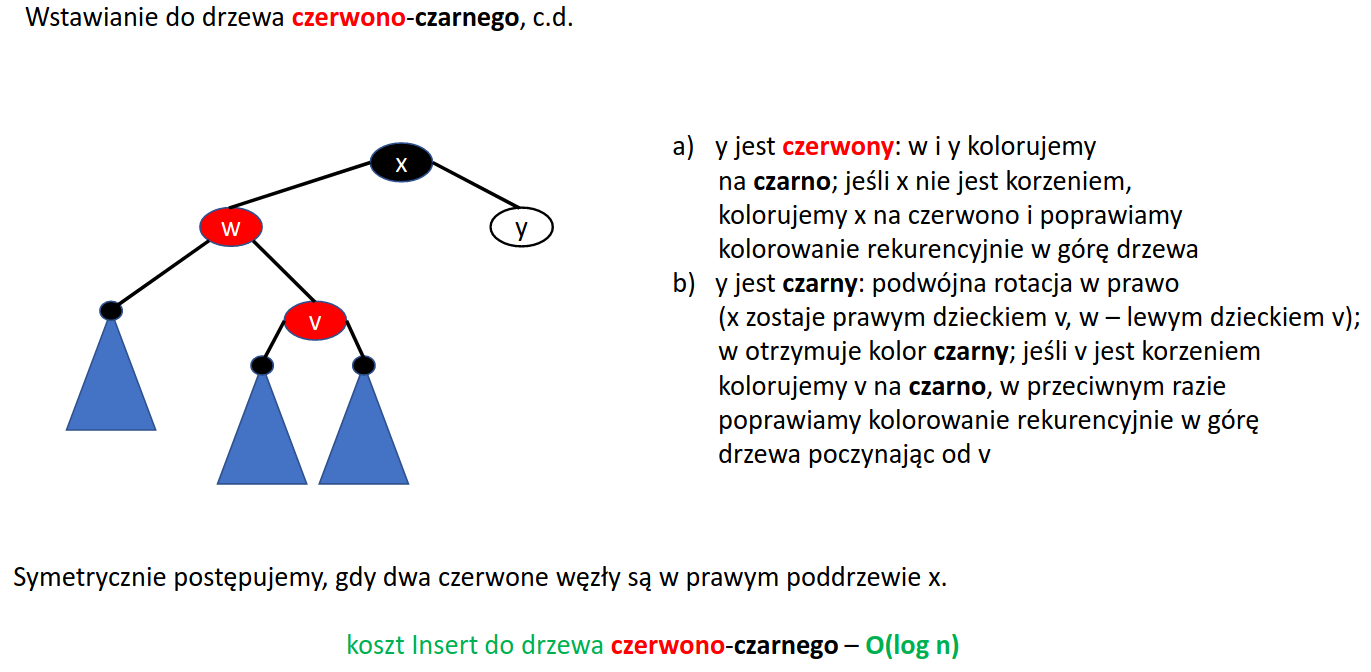 Wstawianie do drzewa czerwono-czarnego, c.d.
x
w
y
v
a) y jest czerwony: w i y kolorujemy
na czarno; jeśli x nie jest korzeniem,
kolorujemy x na czerwono i poprawiamy
kolorowanie rekurencyjnie w górę drzewa
b) y jest czarny: podwójna rotacja w prawo
(x zostaje prawym dzieckiem v, w – lewym dzieckiem v);
w otrzymuje kolor czarny; jeśli v jest korzeniem
kolorujemy v na czarno, w przeciwnym razie
poprawiamy kolorowanie rekurencyjnie w górę
drzewa poczynając od v
Symetrycznie postępujemy, gdy dwa czerwone węzły są w prawym poddrzewie x.
koszt Insert do drzewa czerwono-czarnego – O(log n)